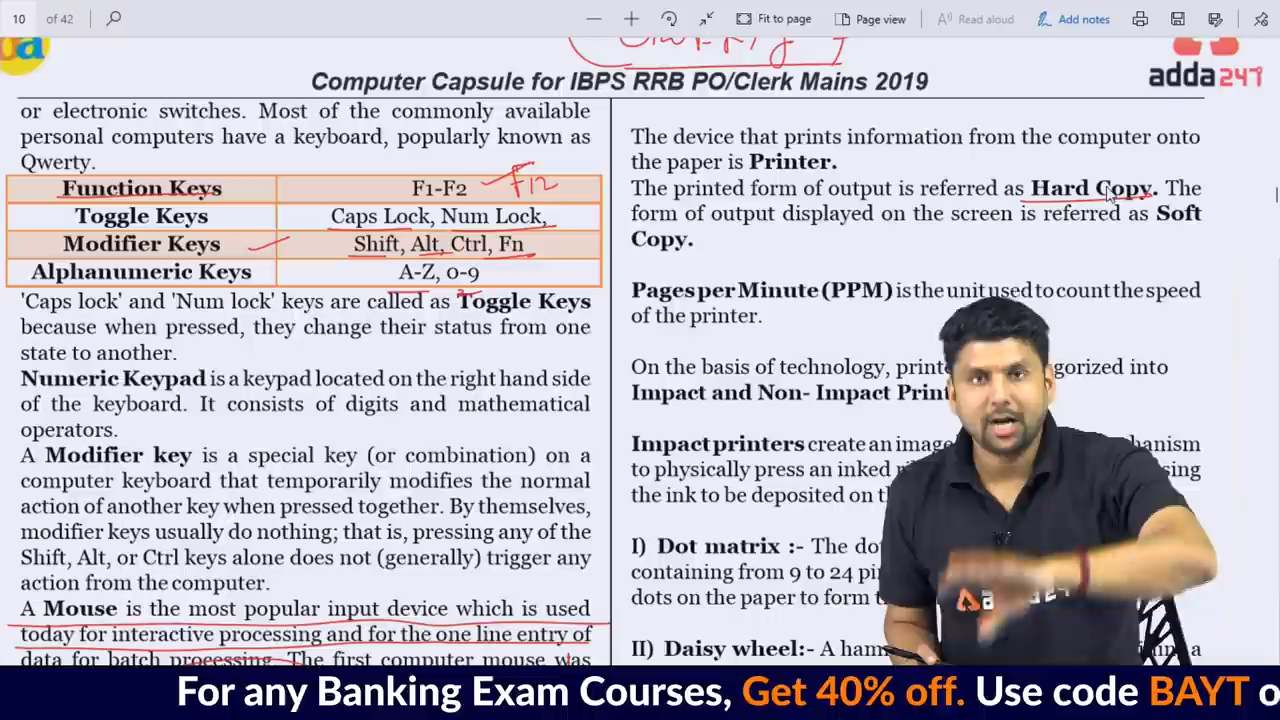 10 of 42
Fit to page
Page view
Read aloud
Add notes
Computer Capsule for IBPS RRB PO/Clerk Mains 2019
adda247
or electronic switches. Most of the commonly available
personal computers have a keyboard, popularly known as
Qwerty.
Function Keys F1-F2 F12
Toggle Keys Caps Lock, Num Lock,
Modifier Keys Shift, Alt, Ctrl, Fn
Alphanumeric Keys A-Z, 0-9
'Caps lock' and 'Num lock' keys are called as Toggle Keys
because when pressed, they change their status from one
state to another.
Numeric Keypad is a keypad located on the right hand side
of the keyboard. It consists of digits and mathematical
operators.
A Modifier key is a special key (or combination) on a
computer keyboard that temporarily modifies the normal
action of another key when pressed together. By themselves,
modifier keys usually do nothing; that is, pressing any of the
Shift, Alt, or Ctrl keys alone does not (generally) trigger any
action from the computer.
A Mouse is the most popular input device which is used
today for interactive processing and for the one line entry of
data for batch processing. The first computer mouse was
The device that prints information from the computer onto
the paper is Printer.
The printed form of output is referred as Hard Copy. The
form of output displayed on the screen is referred as Soft
Copy.
Pages per Minute (PPM) is the unit used to count the speed
of the printer.
On the basis of technology,
Impact and Non- Impact
Impact printers create an
to physically press an inked
the ink to be deposited on
I) Dot matrix :- The
containing from 9 to 24
dots on the paper to form
II) Daisy wheel:- A
For any Banking Exam Courses, Get 40% off. Use code BAYT